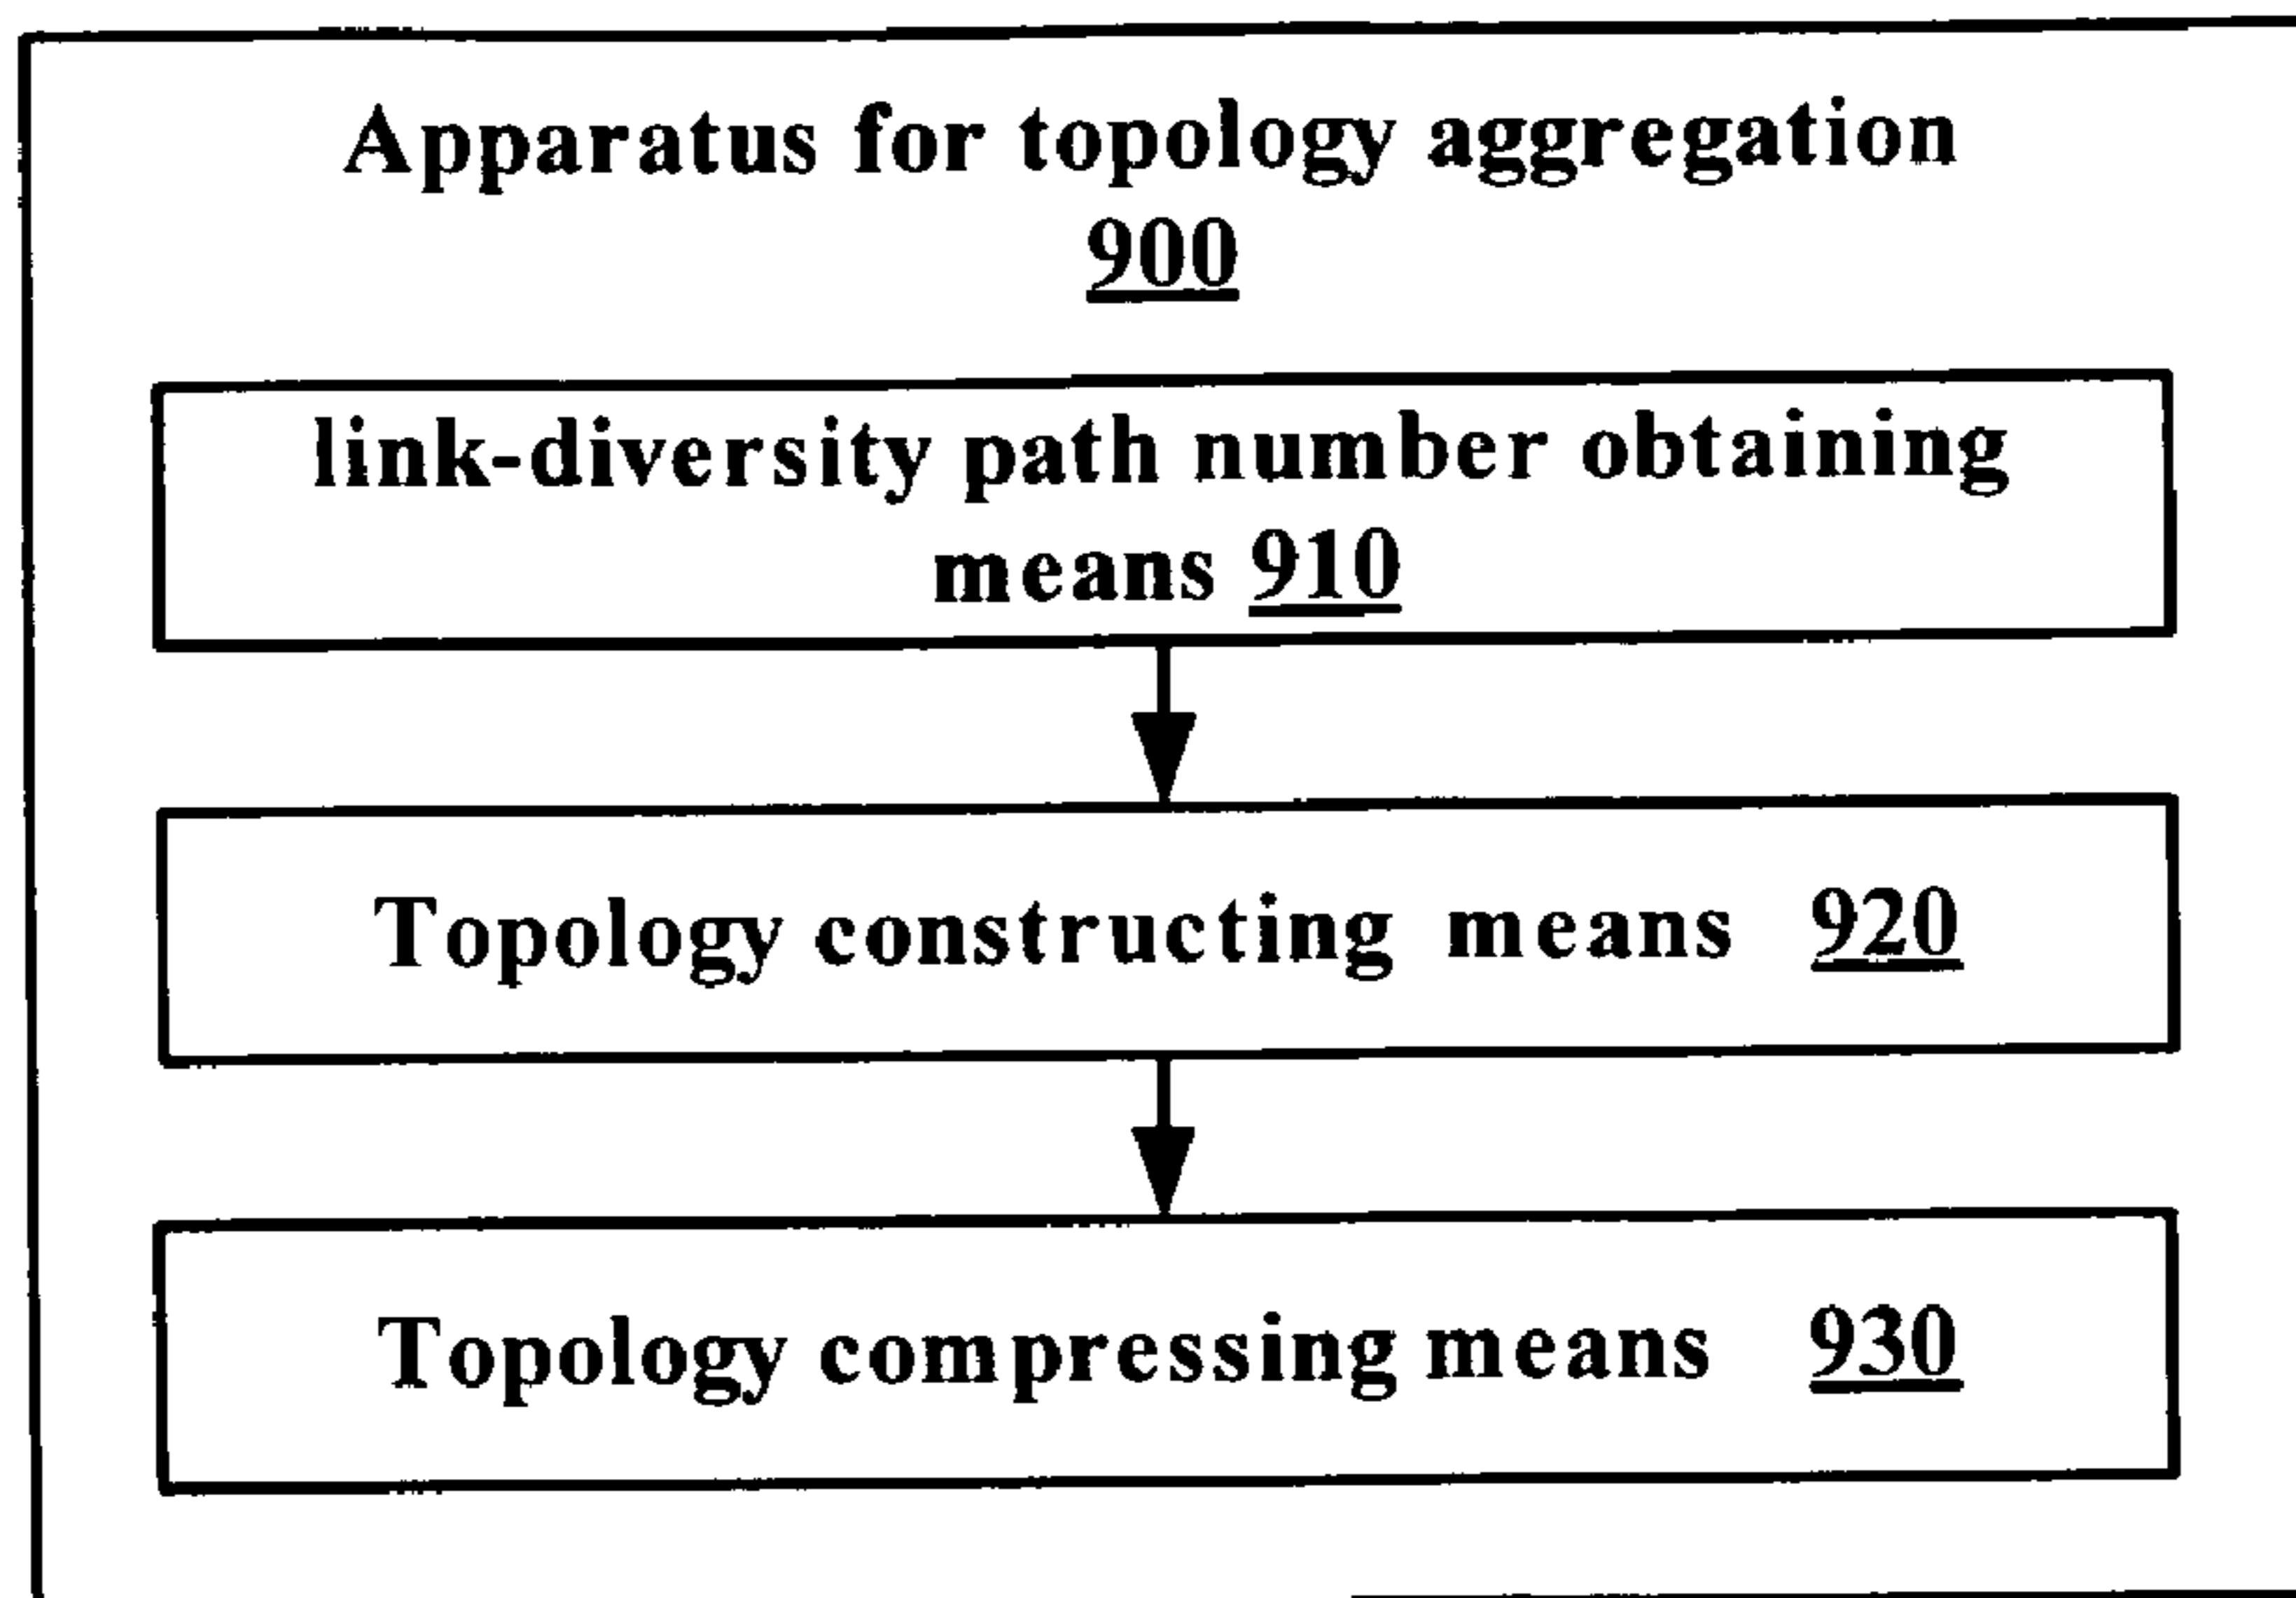 Apparatus for topology aggregation
900
link-diversity path number obtaining
means 910
Topology constructing means 920
Topology compressing means 930